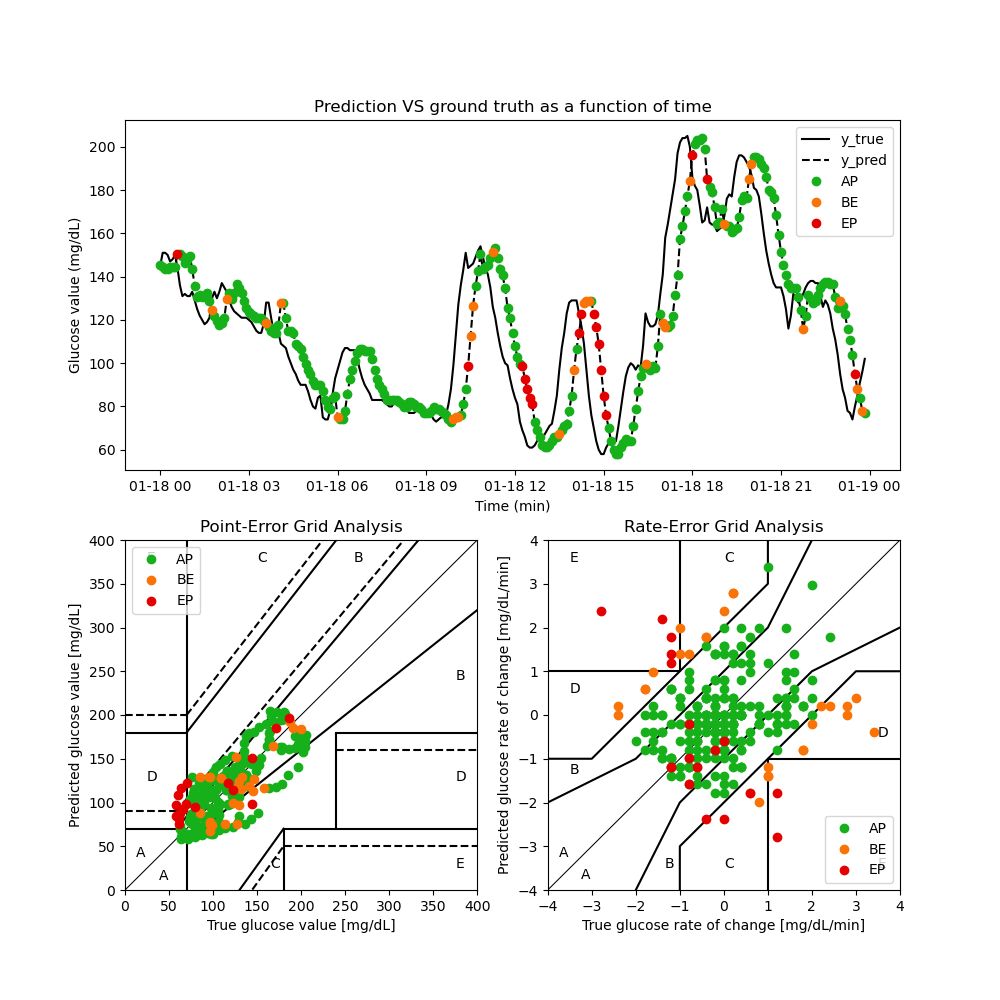 Prediction VS ground truth as a function of time
Glucose value (mg/dL)
200
180
160
140
120
100
80
60
y_true
y_pred
AP
BE
EP
01-18 00 01-18 03 01-18 06 01-18 09 01-18 12 01-18 15 01-18 18 01-18 21 01-19 00
Time (min)
Point-Error Grid Analysis
Predicted glucose value [mg/dL]
400
350
300
250
200
150
100
50
0
AP
BE
EP
C B
B
D D
A
A C E
0 50 100 150 200 250 300 350 400
True glucose value [mg/dL]
Rate-Error Grid Analysis
Predicted glucose rate of change [mg/dL/min]
4
3
2
1
0
−1
−2
−3
−4
E C
D
D
B
A B C
A
AP
BE
EP
−4 −3 −2 −1 0 1 2 3 4
True glucose rate of change [mg/dL/min]